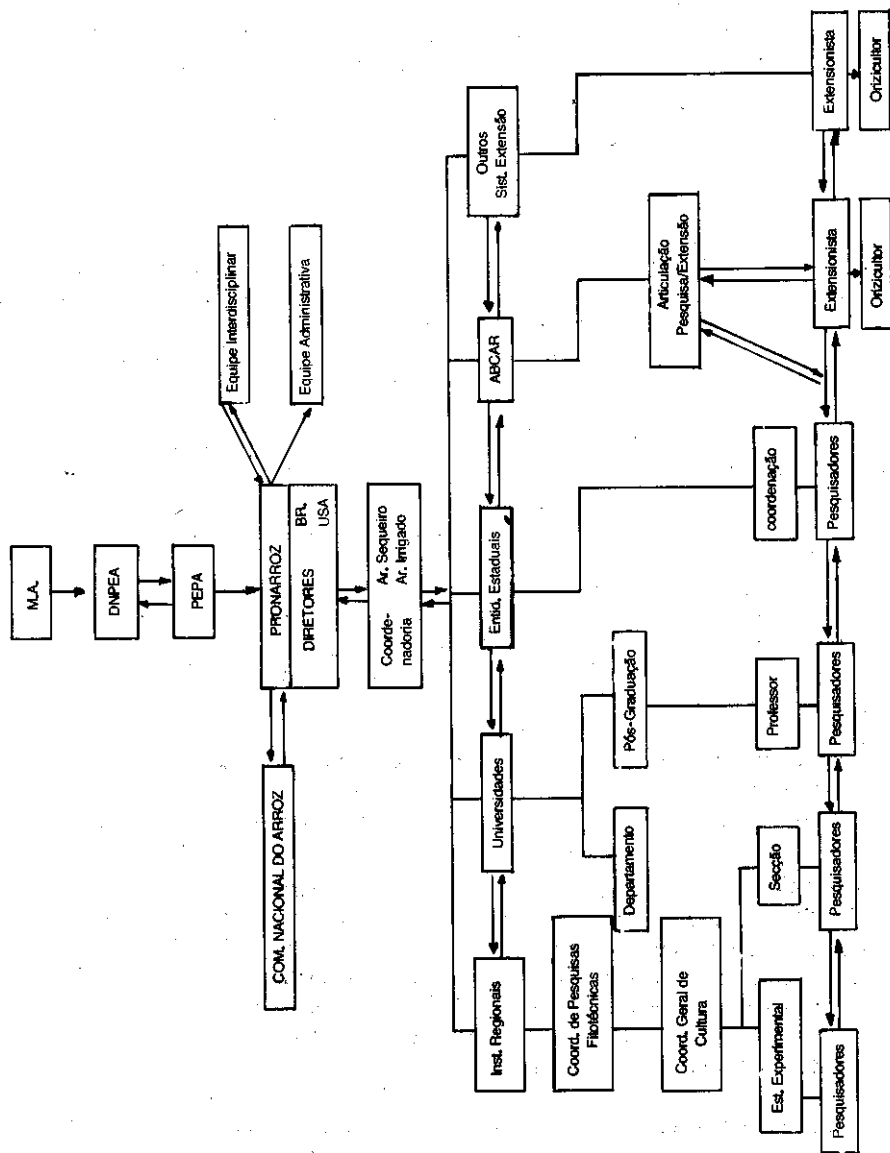 M.A.
DNPEA
PEPA
Equipe Interdisciplinar
Equipe Administrativa
PRONARROZ
DIRETORES
BR.
USA
COM. NACIONAL DO ARROZ
Coorde-
nadoria
Ar. Sequeiro
Ar. Irrigado
Inst. Regionais
Universidades
Entid. Estaduais
ABCAR
Outros
Sist. Extensão
Coord. de Pesquisas
Fitotécnicas
Departamento
Pós-Graduação
Articulação
Pesquisa/Extensão
Coord. Geral de
Cultura
Est. Experimental
Secção
Professor
coordenação
Pesquisadores
Pesquisadores
Pesquisadores
Pesquisadores
Extensionista
Extensionista
Orizicultor
Orizicultor